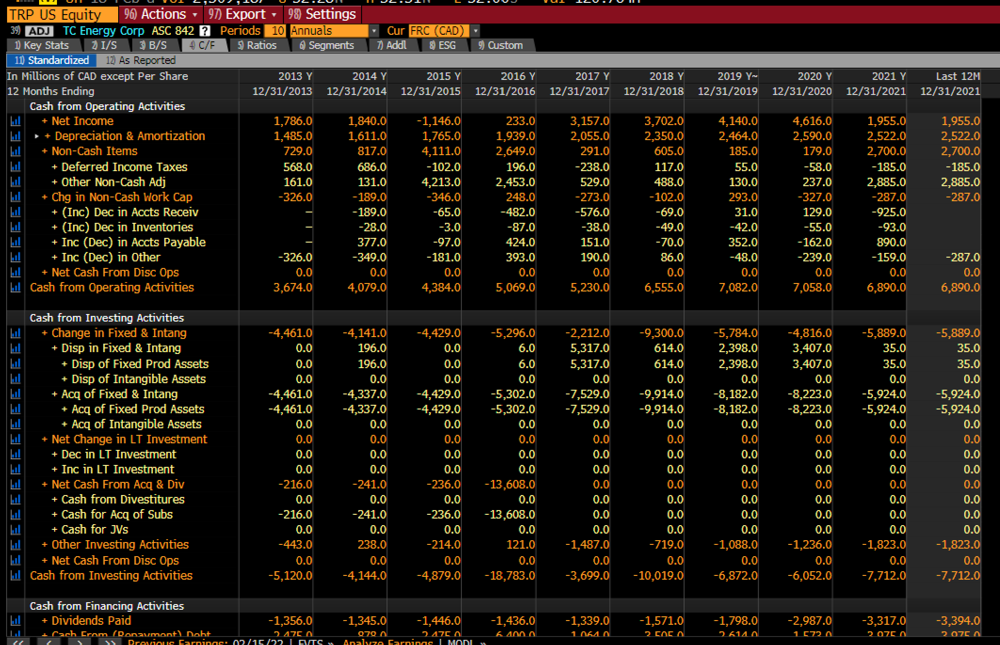 TRP US Equity 96) Actions 97) Export 98) Settings
39) ADJ TC Energy Corp ASC 842 ? Periods 10 Annuals Cur FRC (CAD)
1) Key Stats 2) I/S 3) B/S 4) C/F 5) Ratios 6) Segments 7) Addl 8) ESG 9) Custom
11) Standardized 12) As Reported
In Millions of CAD except Per Share 2013 Y 2014 Y 2015 Y 2016 Y 2017 Y 2018 Y 2019 Y~ 2020 Y 2021 Y Last 12M
12 Months Ending 12/31/2013 12/31/2014 12/31/2015 12/31/2016 12/31/2017 12/31/2018 12/31/2019 12/31/2020 12/31/2021 12/31/2021
Cash from Operating Activities
+ Net Income 1,786.0 1,840.0 -1,146.0 233.0 3,157.0 3,702.0 4,140.0 4,616.0 1,955.0 1,955.0
+ Depreciation & Amortization 1,485.0 1,611.0 1,765.0 1,939.0 2,055.0 2,350.0 2,464.0 2,590.0 2,522.0 2,522.0
+ Non-Cash Items 729.0 817.0 4,111.0 2,649.0 291.0 605.0 185.0 179.0 2,700.0 2,700.0
+ Deferred Income Taxes 568.0 686.0 -102.0 196.0 -238.0 117.0 55.0 -58.0 -185.0 -185.0
+ Other Non-Cash Adj 161.0 131.0 4,213.0 2,453.0 529.0 488.0 130.0 237.0 2,885.0 2,885.0
+ Chg in Non-Cash Work Cap -326.0 -189.0 -346.0 248.0 -273.0 -102.0 293.0 -327.0 -287.0 -287.0
+ (Inc) Dec in Accts Receiv — -189.0 -65.0 -482.0 -576.0 -69.0 31.0 129.0 -925.0
+ (Inc) Dec in Inventories — -28.0 -3.0 -87.0 -38.0 -49.0 -42.0 -55.0 -93.0
+ Inc (Dec) in Accts Payable — 377.0 -97.0 424.0 151.0 -70.0 352.0 -162.0 890.0
+ Inc (Dec) in Other -326.0 -349.0 -181.0 393.0 190.0 86.0 -48.0 -239.0 -159.0 -287.0
+ Net Cash From Disc Ops 0.0 0.0 0.0 0.0 0.0 0.0 0.0 0.0 0.0 0.0
Cash from Operating Activities 3,674.0 4,079.0 4,384.0 5,069.0 5,230.0 6,555.0 7,082.0 7,058.0 6,890.0 6,890.0
Cash from Investing Activities
+ Change in Fixed & Intang -4,461.0 -4,141.0 -4,429.0 -5,296.0 -2,212.0 -9,300.0 -5,784.0 -4,816.0 -5,889.0 -5,889.0
+ Disp in Fixed & Intang 0.0 196.0 0.0 6.0 5,317.0 614.0 2,398.0 3,407.0 35.0 35.0
+ Disp of Fixed Prod Assets 0.0 196.0 0.0 6.0 5,317.0 614.0 2,398.0 3,407.0 35.0 35.0
+ Disp of Intangible Assets 0.0 0.0 0.0 0.0 0.0 0.0 0.0 0.0 0.0 0.0
+ Acq of Fixed & Intang -4,461.0 -4,337.0 -4,429.0 -5,302.0 -7,529.0 -9,914.0 -8,182.0 -8,223.0 -5,924.0 -5,924.0
+ Acq of Fixed Prod Assets -4,461.0 -4,337.0 -4,429.0 -5,302.0 -7,529.0 -9,914.0 -8,182.0 -8,223.0 -5,924.0 -5,924.0
+ Acq of Intangible Assets 0.0 0.0 0.0 0.0 0.0 0.0 0.0 0.0 0.0 0.0
+ Net Change in LT Investment 0.0 0.0 0.0 0.0 0.0 0.0 0.0 0.0 0.0 0.0
+ Dec in LT Investment 0.0 0.0 0.0 0.0 0.0 0.0 0.0 0.0 0.0 0.0
+ Inc in LT Investment 0.0 0.0 0.0 0.0 0.0 0.0 0.0 0.0 0.0 0.0
+ Net Cash From Acq & Div -216.0 -241.0 -236.0 -13,608.0 0.0 0.0 0.0 0.0 0.0 0.0
+ Cash from Divestitures 0.0 0.0 0.0 0.0 0.0 0.0 0.0 0.0 0.0 0.0
+ Cash for Acq of Subs -216.0 -241.0 -236.0 -13,608.0 0.0 0.0 0.0 0.0 0.0 0.0
+ Cash for JVs 0.0 0.0 0.0 0.0 0.0 0.0 0.0 0.0 0.0 0.0
+ Other Investing Activities -443.0 238.0 -214.0 121.0 -1,487.0 -719.0 -1,088.0 -1,236.0 -1,823.0 -1,823.0
+ Net Cash From Disc Ops 0.0 0.0 0.0 0.0 0.0 0.0 0.0 0.0 0.0 0.0
Cash from Investing Activities -5,120.0 -4,144.0 -4,879.0 -18,783.0 -3,699.0 -10,019.0 -6,872.0 -6,052.0 -7,712.0 -7,712.0
Cash from Financing Activities
+ Dividends Paid -1,356.0 -1,345.0 -1,446.0 -1,436.0 -1,339.0 -1,571.0 -1,798.0 -2,987.0 -3,317.0 -3,394.0
+ Cash From (Repayment) Debt
Previous Earnings: 02/15/22 | EVTS » Analyze Earnings | MODL »